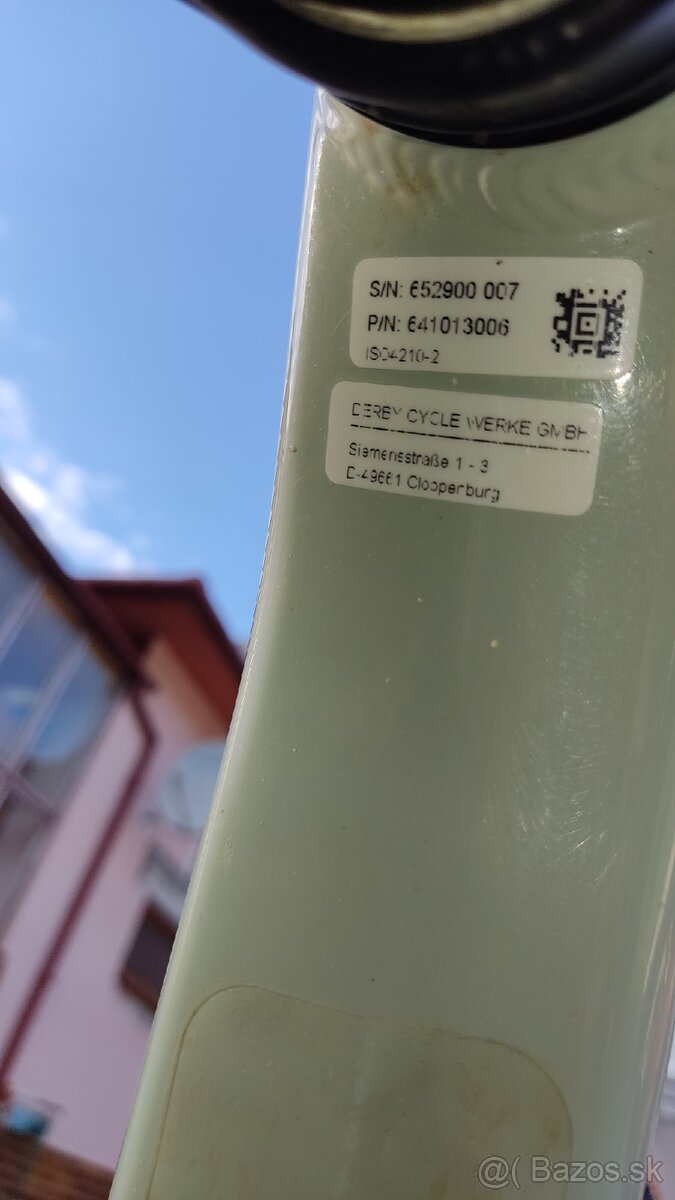 S/N: 652900 007
P/N: 641013006
ISO4210-2
DERBY CYCLE WERKE GMBH
Siemensstraße 1 - 3
D-49661 Cloppenburg
@( Bazos.sk